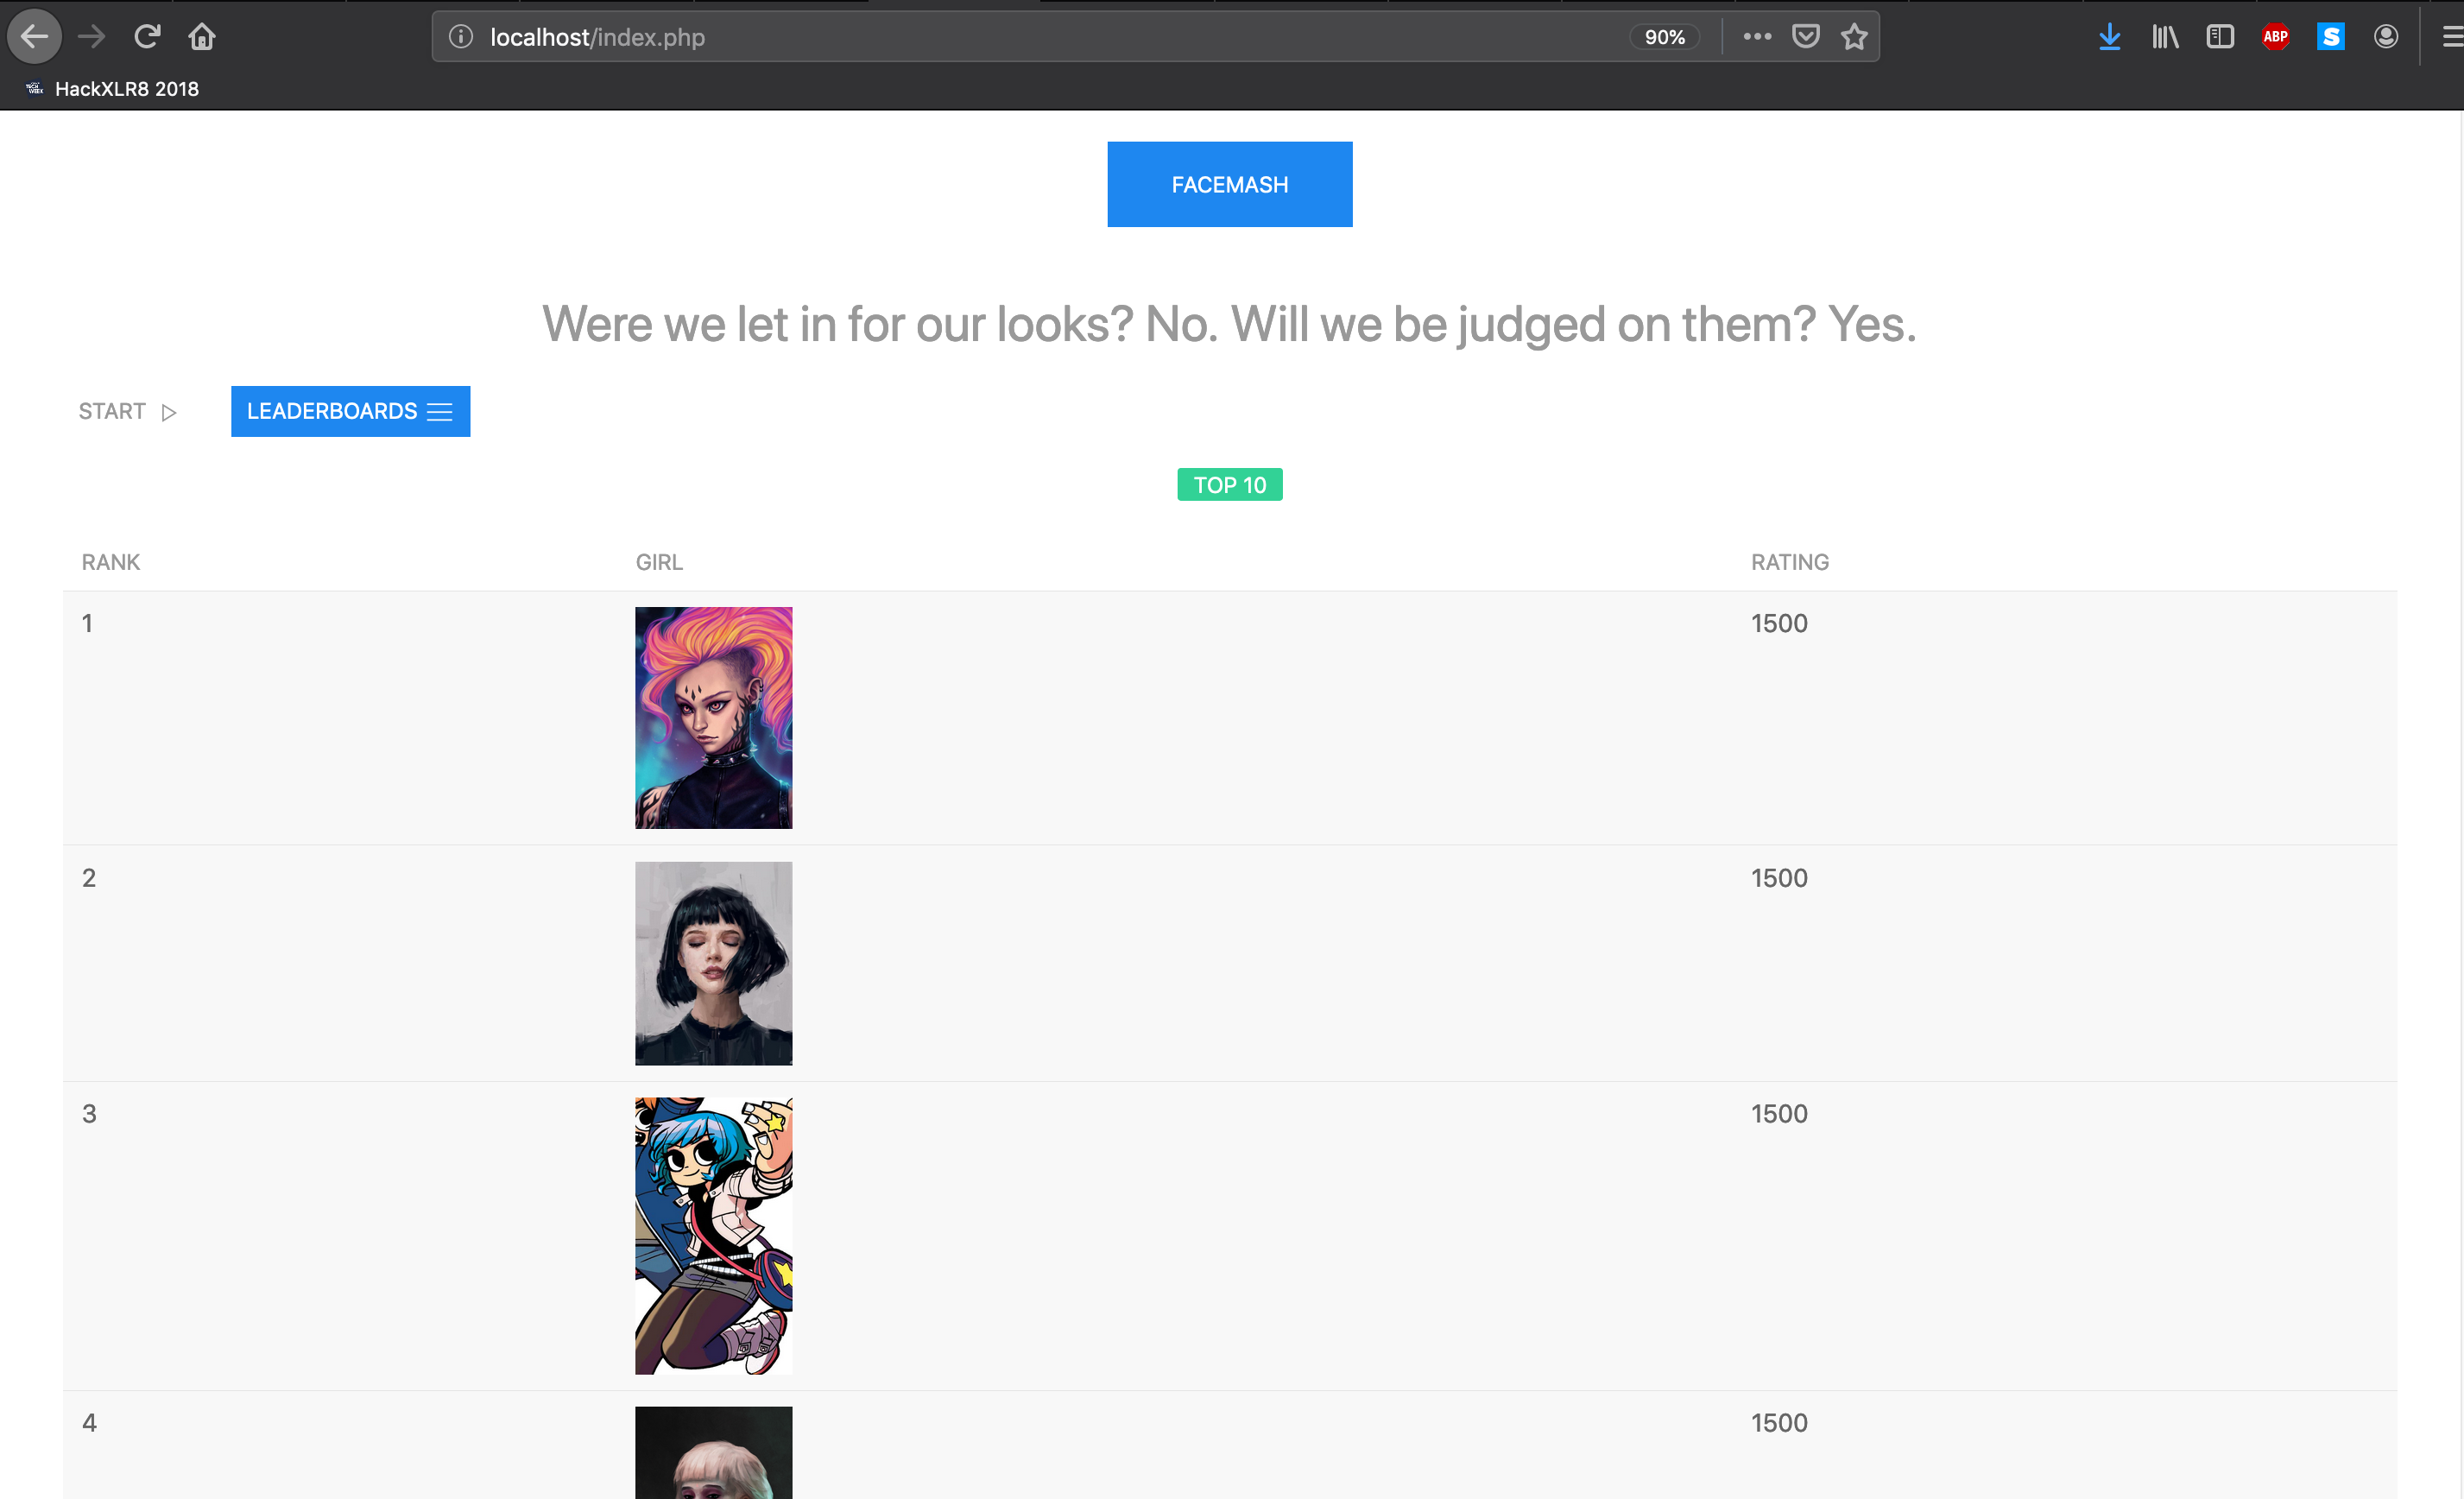 localhost/index.php
90%
ABP
S
TECH
WEEK
HackXLR8 2018
FACEMASH
Were we let in for our looks? No. Will we be judged on them? Yes.
START
LEADERBOARDS
TOP 10
RANK GIRL RATING
1 1500
2 1500
3 1500
4 1500